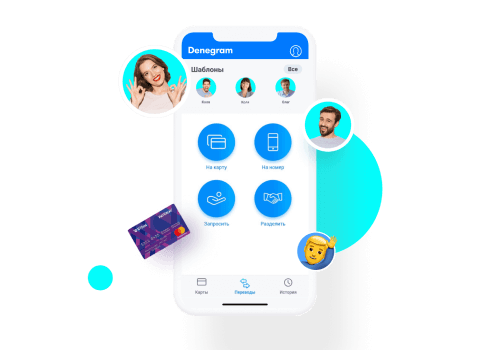 Denegram
Шаблоны
Все
На карту
На номер
Запросить
Разделить
Карты
Переводы
История